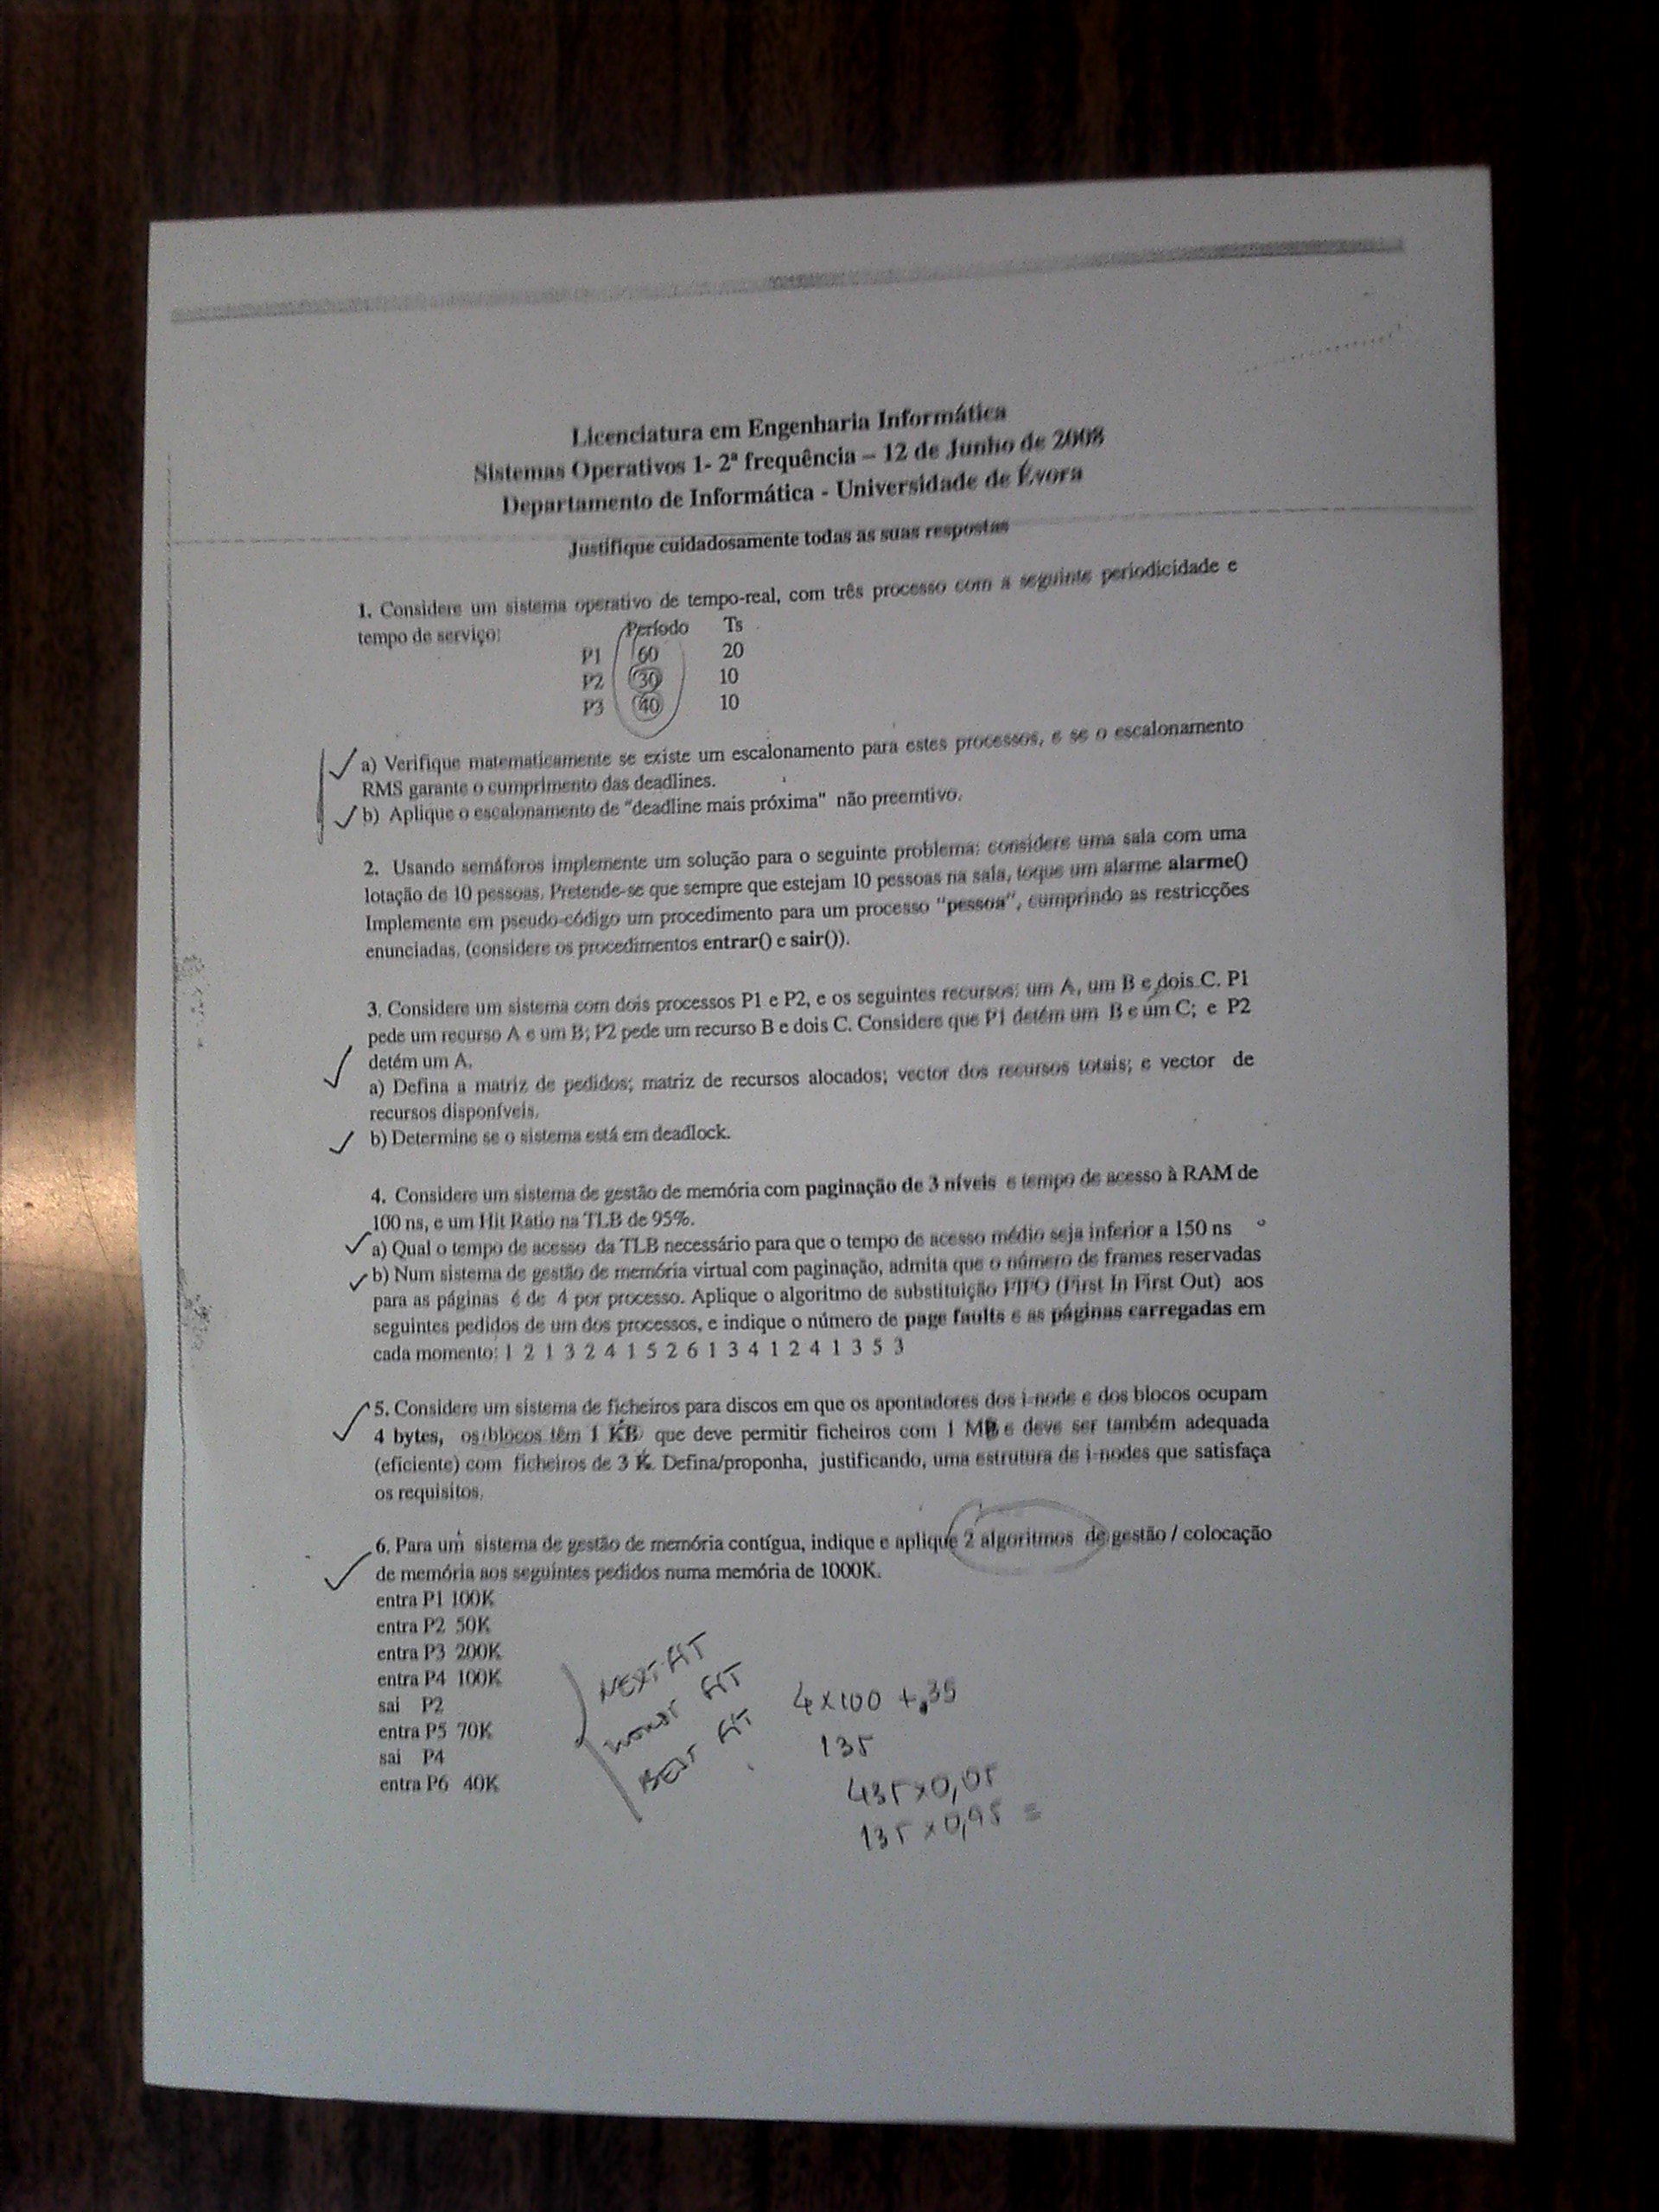 Licenciatura em Engenharia Informática
Sistemas Operativos 1- 2ª frequência – 12 de Junho de 2008
Departamento de Informática - Universidade de Évora
Justifique cuidadosamente todas as suas respostas
1. Considere um sistema operativo de tempo-real, com três processo com a seguinte periodicidade e
tempo de serviço:
Período Ts
P1 60 20
P2 30 10
P3 40 10
a) Verifique matematicamente se existe um escalonamento para estes processos, e se o escalonamento
RMS garante o cumprimento das deadlines.
b) Aplique o escalonamento de "deadline mais próxima" não preemtivo.
2. Usando semáforos implemente um solução para o seguinte problema: considere uma sala com uma
lotação de 10 pessoas. Pretende-se que sempre que estejam 10 pessoas na sala, toque um alarme alarme()
Implemente em pseudo-código um procedimento para um processo "pessoa", cumprindo as restricções
enunciadas. (considere os procedimentos entrar() e sair()).
3. Considere um sistema com dois processos P1 e P2, e os seguintes recursos: um A, um B e dois C. P1
pede um recurso A e um B; P2 pede um recurso B e dois C. Considere que P1 detém um B e um C; e P2
detém um A.
a) Defina a matriz de pedidos; matriz de recursos alocados; vector dos recursos totais; e vector de
recursos disponíveis.
b) Determine se o sistema está em deadlock.
4. Considere um sistema de gestão de memória com paginação de 3 níveis e tempo de acesso à RAM de
100 ns, e um Hit Ratio na TLB de 95%.
a) Qual o tempo de acesso da TLB necessário para que o tempo de acesso médio seja inferior a 150 ns
b) Num sistema de gestão de memória virtual com paginação, admita que o número de frames reservadas
para as páginas é de 4 por processo. Aplique o algoritmo de substituição FIFO (First In First Out) aos
seguintes pedidos de um dos processos, e indique o número de page faults e as páginas carregadas em
cada momento: 1 2 1 3 2 4 1 5 2 6 1 3 4 1 2 4 1 3 5 3
5. Considere um sistema de ficheiros para discos em que os apontadores dos i-node e dos blocos ocupam
4 bytes, os blocos têm 1 KB que deve permitir ficheiros com 1 MB e deve ser também adequada
(eficiente) com ficheiros de 3 K. Defina/proponha, justificando, uma estrutura de i-nodes que satisfaça
os requisitos.
6. Para um sistema de gestão de memória contígua, indique e aplique 2 algoritmos de gestão / colocação
de memória aos seguintes pedidos numa memória de 1000K.
entra P1 100K
entra P2 50K
entra P3 200K
entra P4 100K
sai P2
entra P5 70K
sai P4
entra P6 40K
NEXT FIT
WORST FIT
BEST FIT
4 x 100 + 35
135
435 x 0,05
135 x 0,95 =